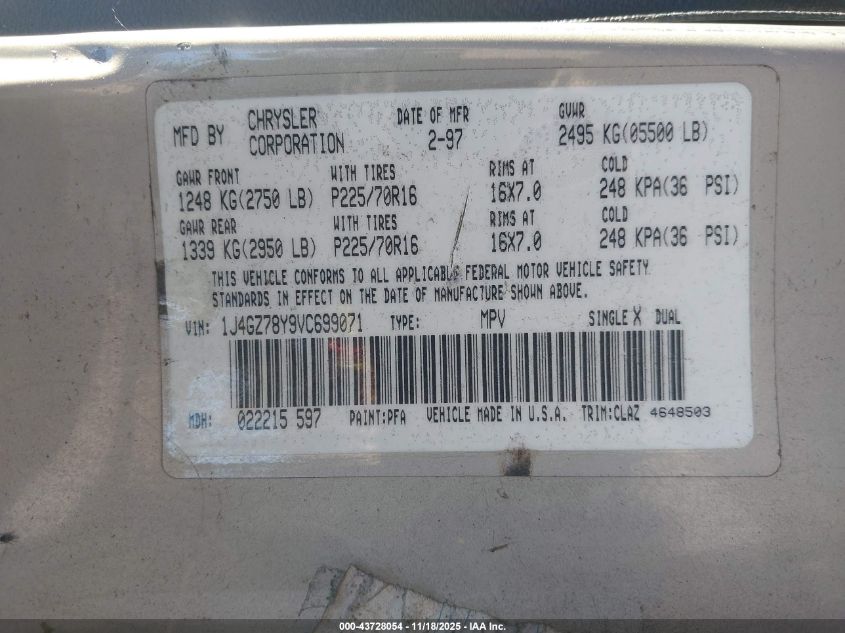 MFD BY CHRYSLER CORPORATION DATE OF MFR 2-97 GVWR 2495 KG(05500 LB)
GAWR FRONT WITH TIRES RIMS AT COLD
1248 KG(2750 LB) P225/70R16 16X7.0 248 KPA(36 PSI)
GAWR REAR WITH TIRES RIMS AT COLD
1339 KG(2950 LB) P225/70R16 16X7.0 248 KPA(36 PSI)
THIS VEHICLE CONFORMS TO ALL APPLICABLE FEDERAL MOTOR VEHICLE SAFETY
STANDARDS IN EFFECT ON THE DATE OF MANUFACTURE SHOWN ABOVE.
VIN: 1J4GZ78Y9VC699071 TYPE: MPV SINGLE X DUAL
MDH: 022215 597 PAINT:PFA VEHICLE MADE IN U.S.A. TRIM:CLAZ 4648503
000-43728054 - 11/18/2025 - IAA Inc.